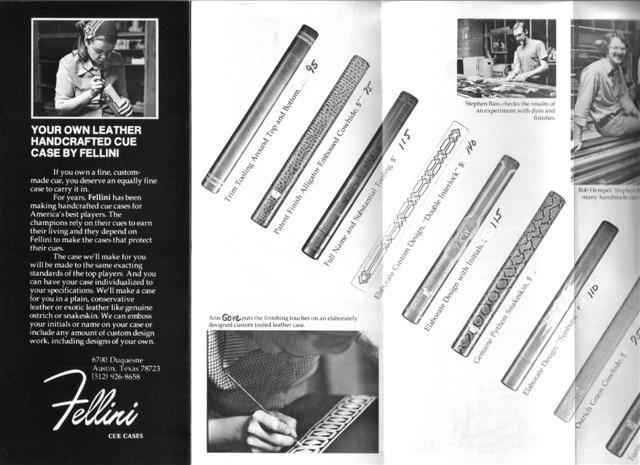 YOUR OWN LEATHER
HANDCRAFTED CUE
CASE BY FELLINI
If you own a fine, custom-
made cue, you deserve an equally fine
case to carry it in.
For years, Fellini has been
making handcrafted cue cases for
America's best players. The
champions rely on their cues to earn
their living and they depend on
Fellini to make the cases that protect
their cues.
The case we'll make for you
will be made to the same exacting
standards of the top players. And you
can have your case individualized to
your specifications. We'll make a case
for you in a plain, conservative
leather or exotic leather like genuine
ostrich or snakeskin. We can emboss
your initials or name on your case or
include any amount of custom design
work, including designs of your own.
6700 Duquesne
Austin, Texas 78723
(512) 926-8658
Fellini
CUE CASES
Trim Tooling Around Top and Bottom, 95
Patent Finish Alligator Embossed Cowhide, $ 75
Full Name and Substantial Tooling, $ 115
Elaborate Custom Design, "Double Interlock" $ 140
Elaborate Design with Initials, $ 115
Genuine Python Snakeskin, $
Elaborate Design, "Sunburst" 110
Ostrich Grain Cowhide, $
Stephen Bass checks the results of
an experiment with dyes and
finishes.
Bob Hempel, Stephen
many handmade cue
Ann Gore puts the finishing touches on an elaborately
designed custom tooled leather case.